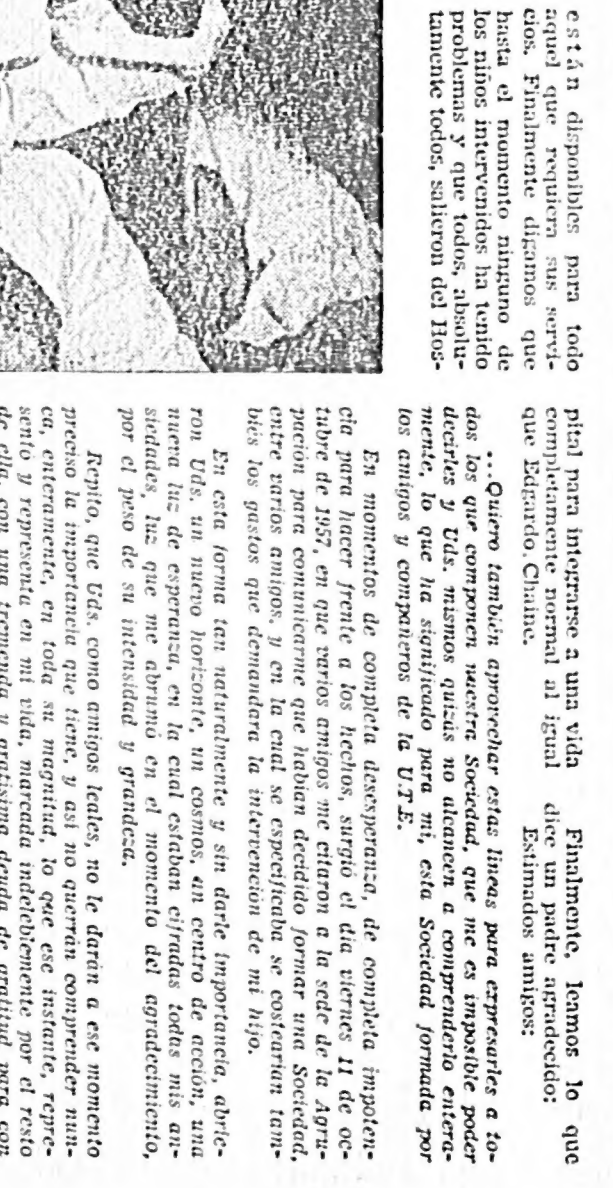 están disponibles para todo
aquel que requiera sus servi-
cios. Finalmente digamos que
hasta el momento ninguno de
los niños intervenidos ha tenido
problemas y que todos, absolu-
tamente todos, salieron del Hos-
pital para integrarse a una vida
completamente normal al igual
que Edgardo. Chaine.
Finalmente, leamos lo que
dice un padre agradecido:
Estimados amigos:
...Quiero también aprovechar estas líneas para expresarles a to-
dos los que componen nuestra Sociedad, que me es imposible poder
decirles y Uds. mismos quizás no alcancen a comprenderlo entera-
mente, lo que ha significado para mí, esta Sociedad formada por
los amigos y compañeros de la U.T.E.
En momentos de completa desesperanza, de completa impoten-
cia para hacer frente a los hechos, surgió el día viernes 11 de oc-
tubre de 1957, en que varios amigos me citaron a la sede de la Agru-
pación para comunicarme que habían decidido formar una Sociedad,
entre varios amigos, y en la cual se especificaba se costearían tam-
bién los gastos que demandara la intervención de mi hijo.
En esta forma tan naturalmente y sin darle importancia, abrie-
ron Uds. un nuevo horizonte, un cosmos, un centro de acción, una
nueva luz de esperanza, en la cual estaban cifradas todas mis an-
siedades, luz que me abrumó en el momento del agradecimiento,
por el peso de su intensidad y grandeza.
Repito, que Uds. como amigos leales, no le darán a ese momento
preciso la importancia que tiene, y así no querrán comprender nun-
ca, enteramente, en toda su magnitud, lo que ese instante, repre-
sentó y representa en mi vida, marcada indeleblemente por el resto
de ella, con una tremenda y gratísima deuda de gratitud para con